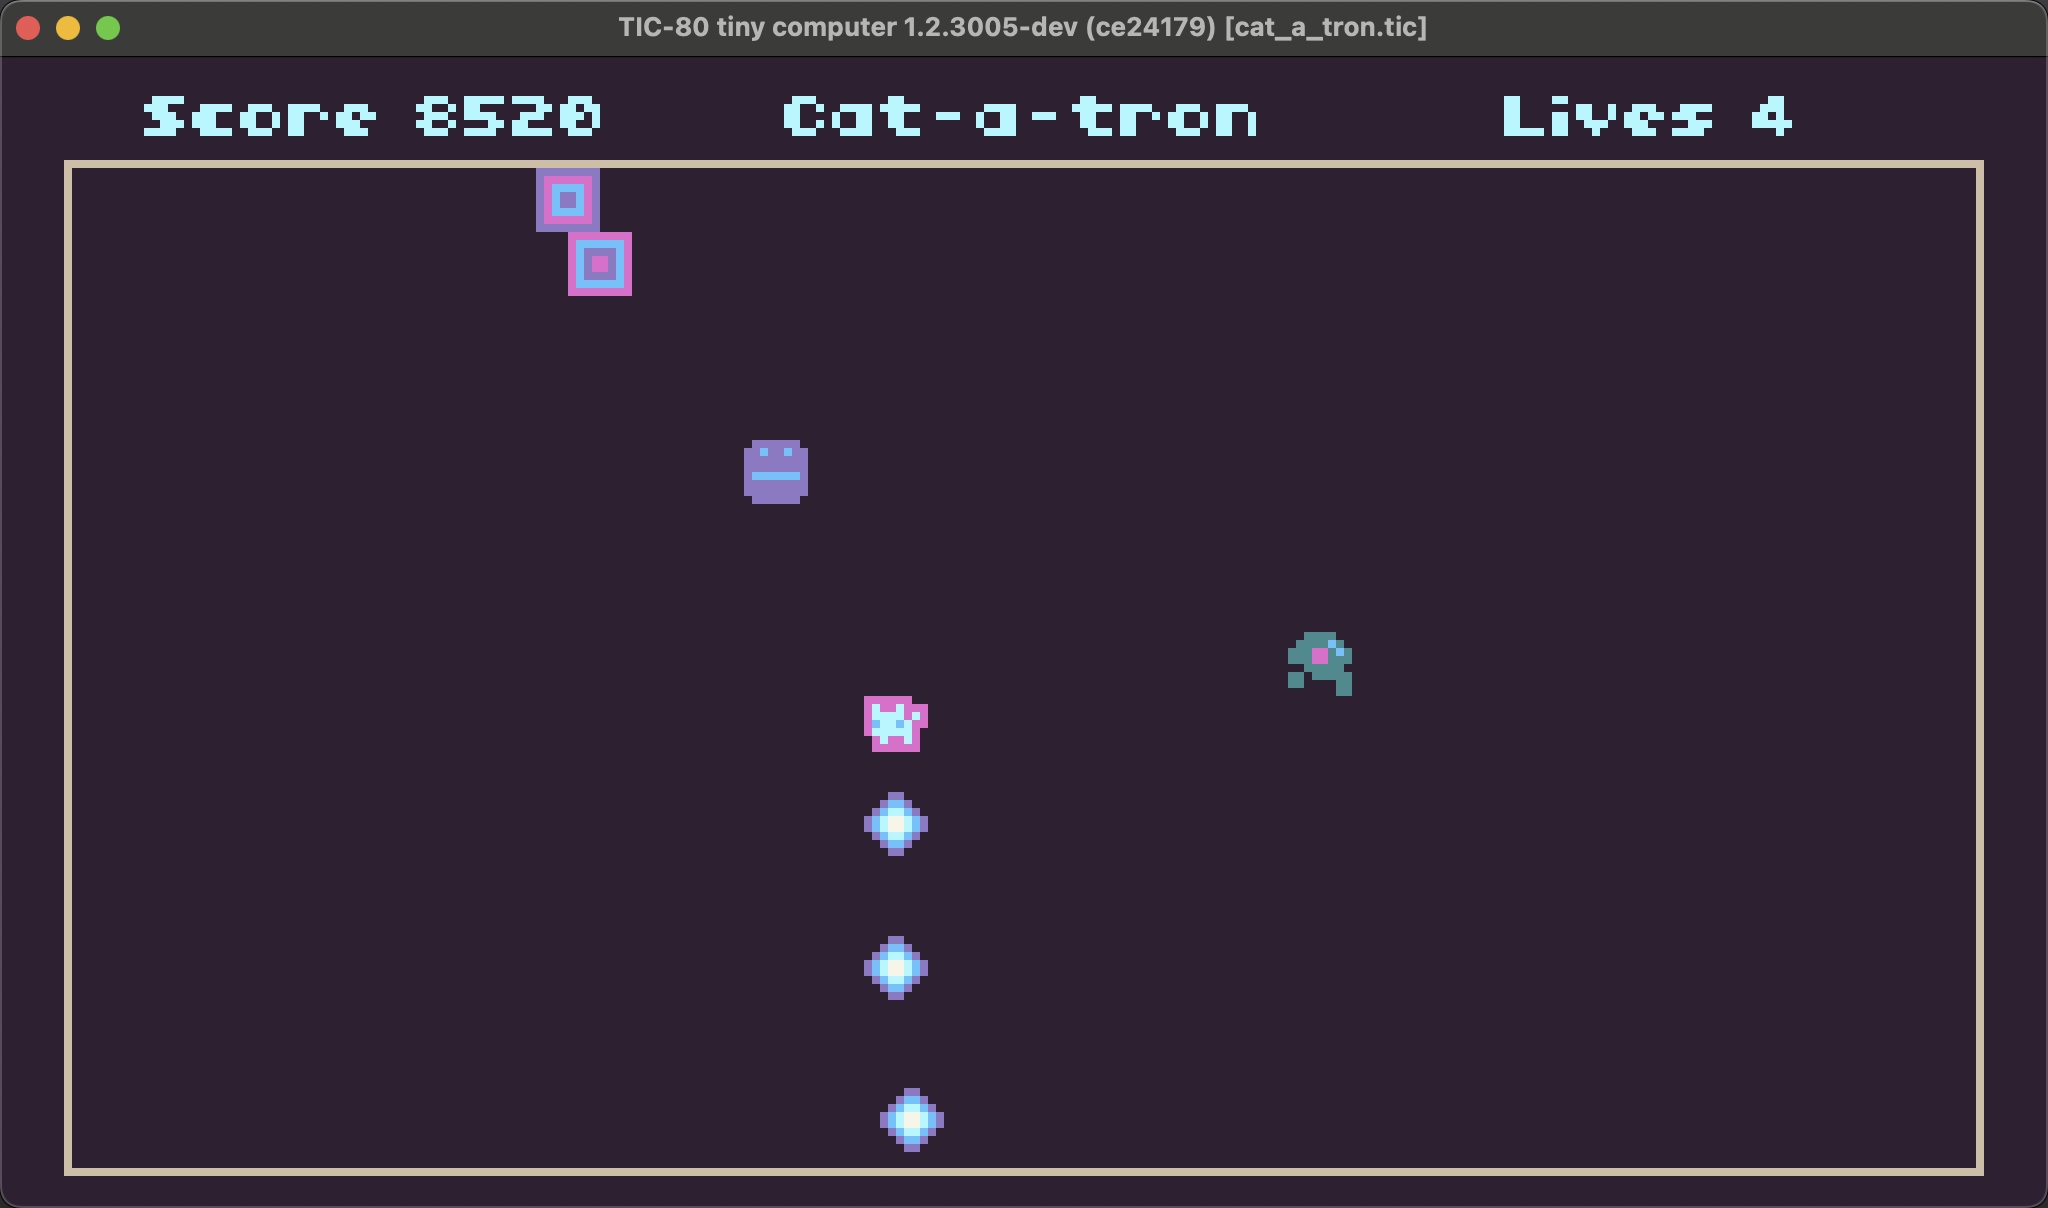 TIC-80 tiny computer 1.2.3005-dev (ce24179) [cat_a_tron.tic]
Score 8520 Cat-a-tron Lives 4